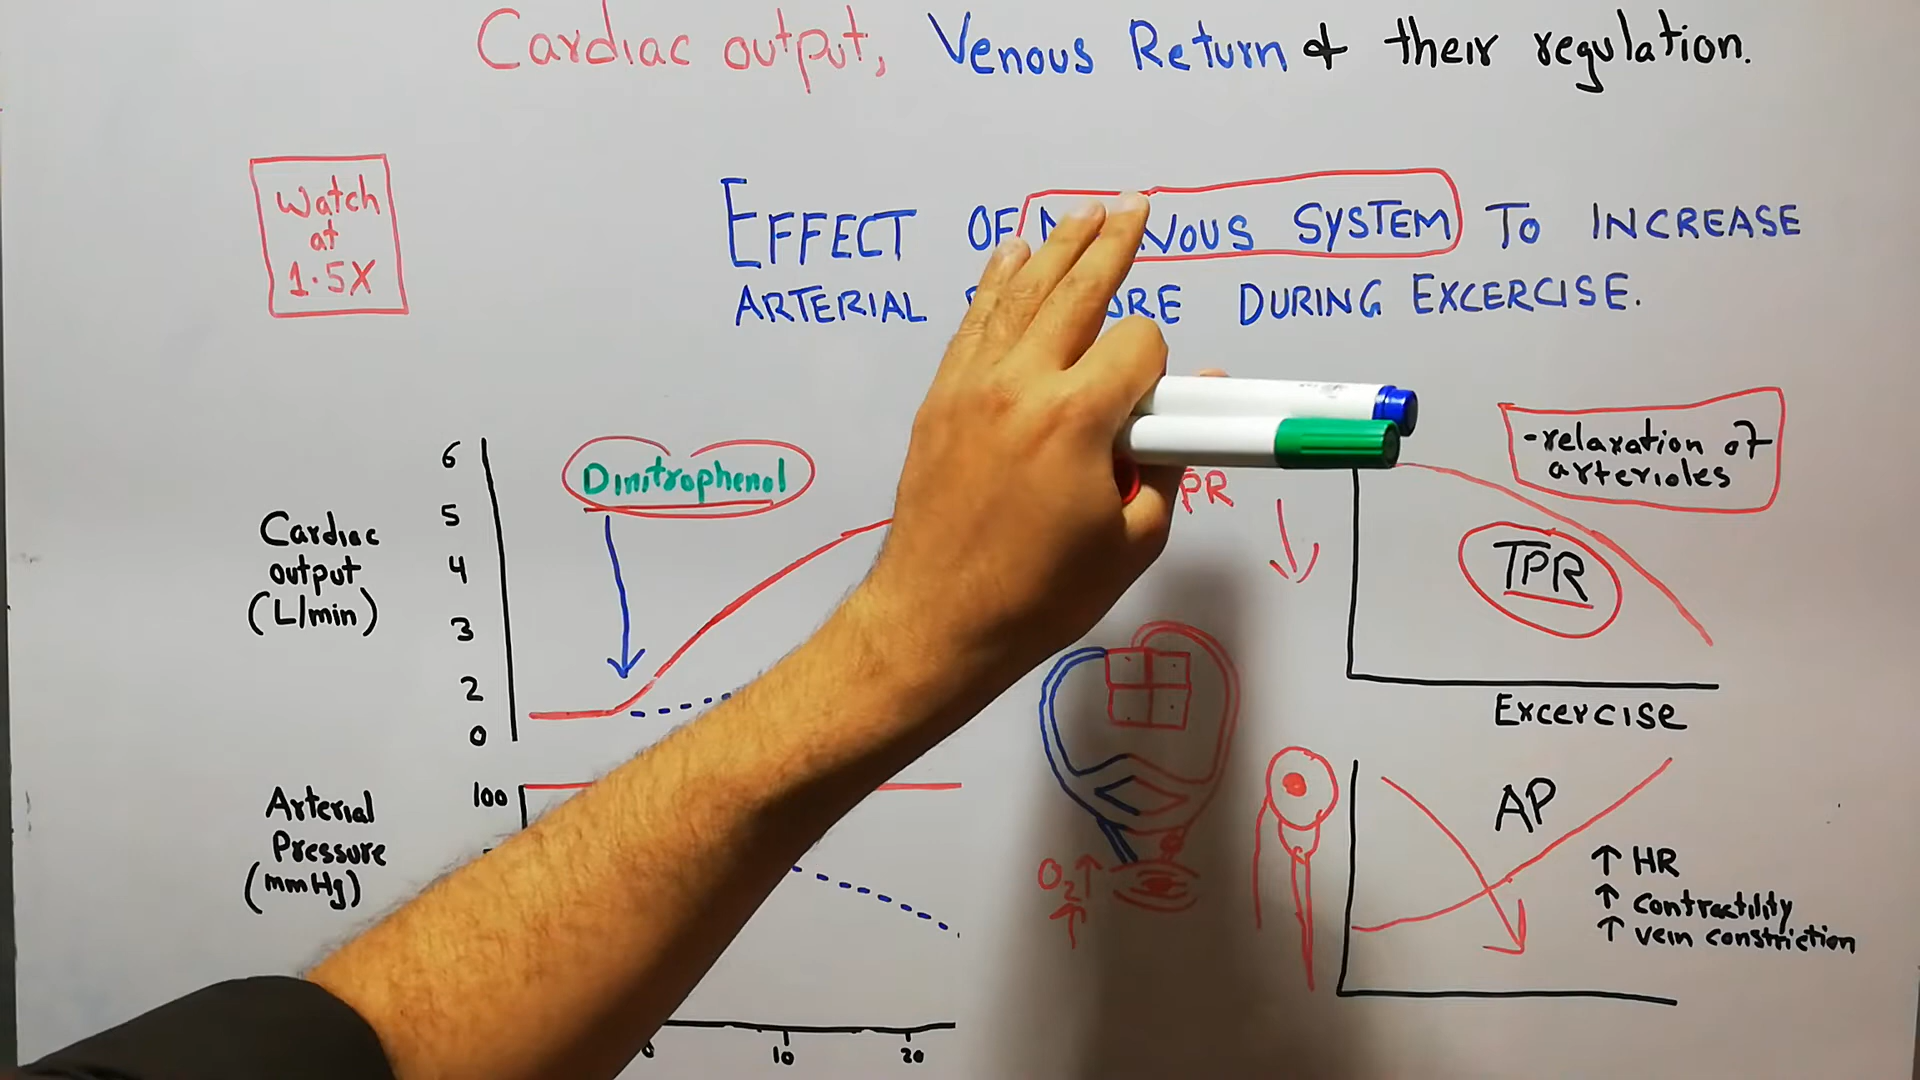 Cardiac output, Venous Return & their regulation.
Watch
at
1.5X
EFFECT OF SYSTEM TO INCREASE
ARTERIAL DURING EXCERCISE.
Cardiac
output
(L/min)
6
5
4
3
2
0
Dinitrophenol
PR
-relaxation of
arterioles
TPR
Excercise
Arterial
Pressure
(mmHg)
100
0
10
20
O2↑
↑
AP
↑ HR
↑ contractility
↑ vein constriction